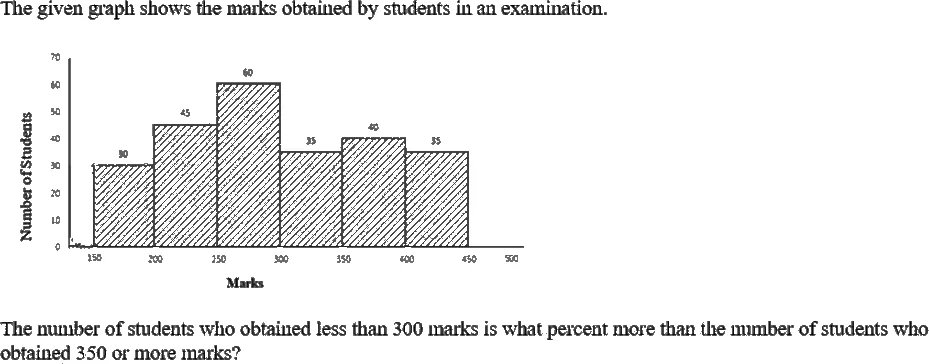 The given graph shows the marks obtained by students in an examination.
70
60
60
50
45
40
40
35
35
30
30
20
10
0
150 200 250 300 350 400 450 500
Number of Students
Marks
The number of students who obtained less than 300 marks is what percent more than the number of students who
obtained 350 or more marks?